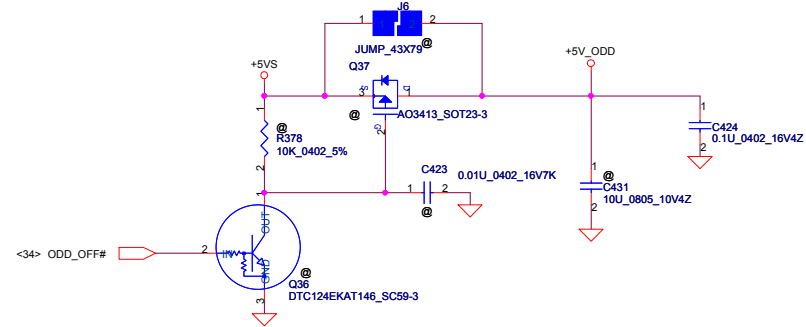 J6
1 1 2 2
JUMP_43X79
@
+5VS
Q37
+5V_ODD
3 S D 1
@
AO3413_SOT23-3
G
2
1
@
R378
10K_0402_5%
2
1
C424
0.1U_0402_16V4Z
2
C423
0.01U_0402_16V7K
1 2
@
1
@
C431
10U_0805_10V4Z
2
1
OUT
<34> ODD_OFF#
2
IN
GND
3
@
Q36
DTC124EKAT146_SC59-3